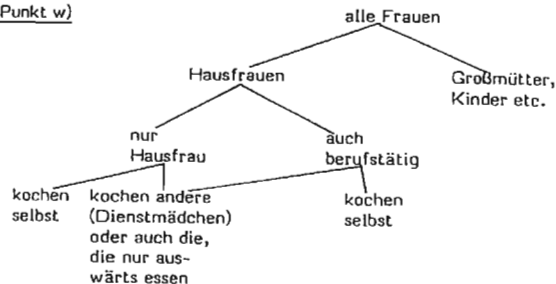 Punkt w)
alle Frauen
Hausfrauen
Großmütter,
Kinder etc.
nur
Hausfrau
auch
berufstätig
kochen
selbst
kochen andere
(Dienstmädchen)
oder auch die,
die nur aus-
wärts essen
kochen
selbst